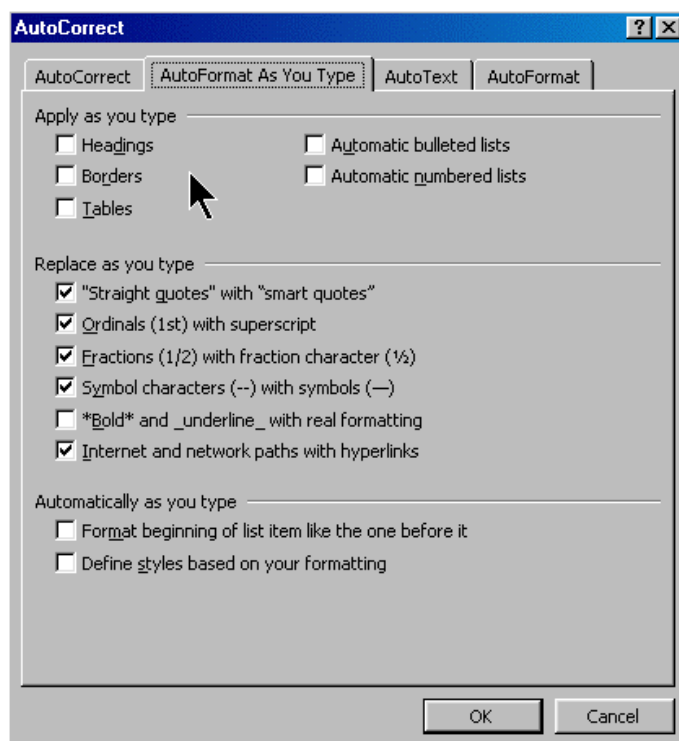 AutoCorrect
AutoCorrect AutoFormat As You Type AutoText AutoFormat
Apply as you type
Headings Automatic bulleted lists
Borders Automatic numbered lists
Tables
Replace as you type
"Straight quotes" with “smart quotes”
Ordinals (1st) with superscript
Fractions (1/2) with fraction character (½)
Symbol characters (--) with symbols (—)
*Bold* and _underline_ with real formatting
Internet and network paths with hyperlinks
Automatically as you type
Format beginning of list item like the one before it
Define styles based on your formatting
OK Cancel